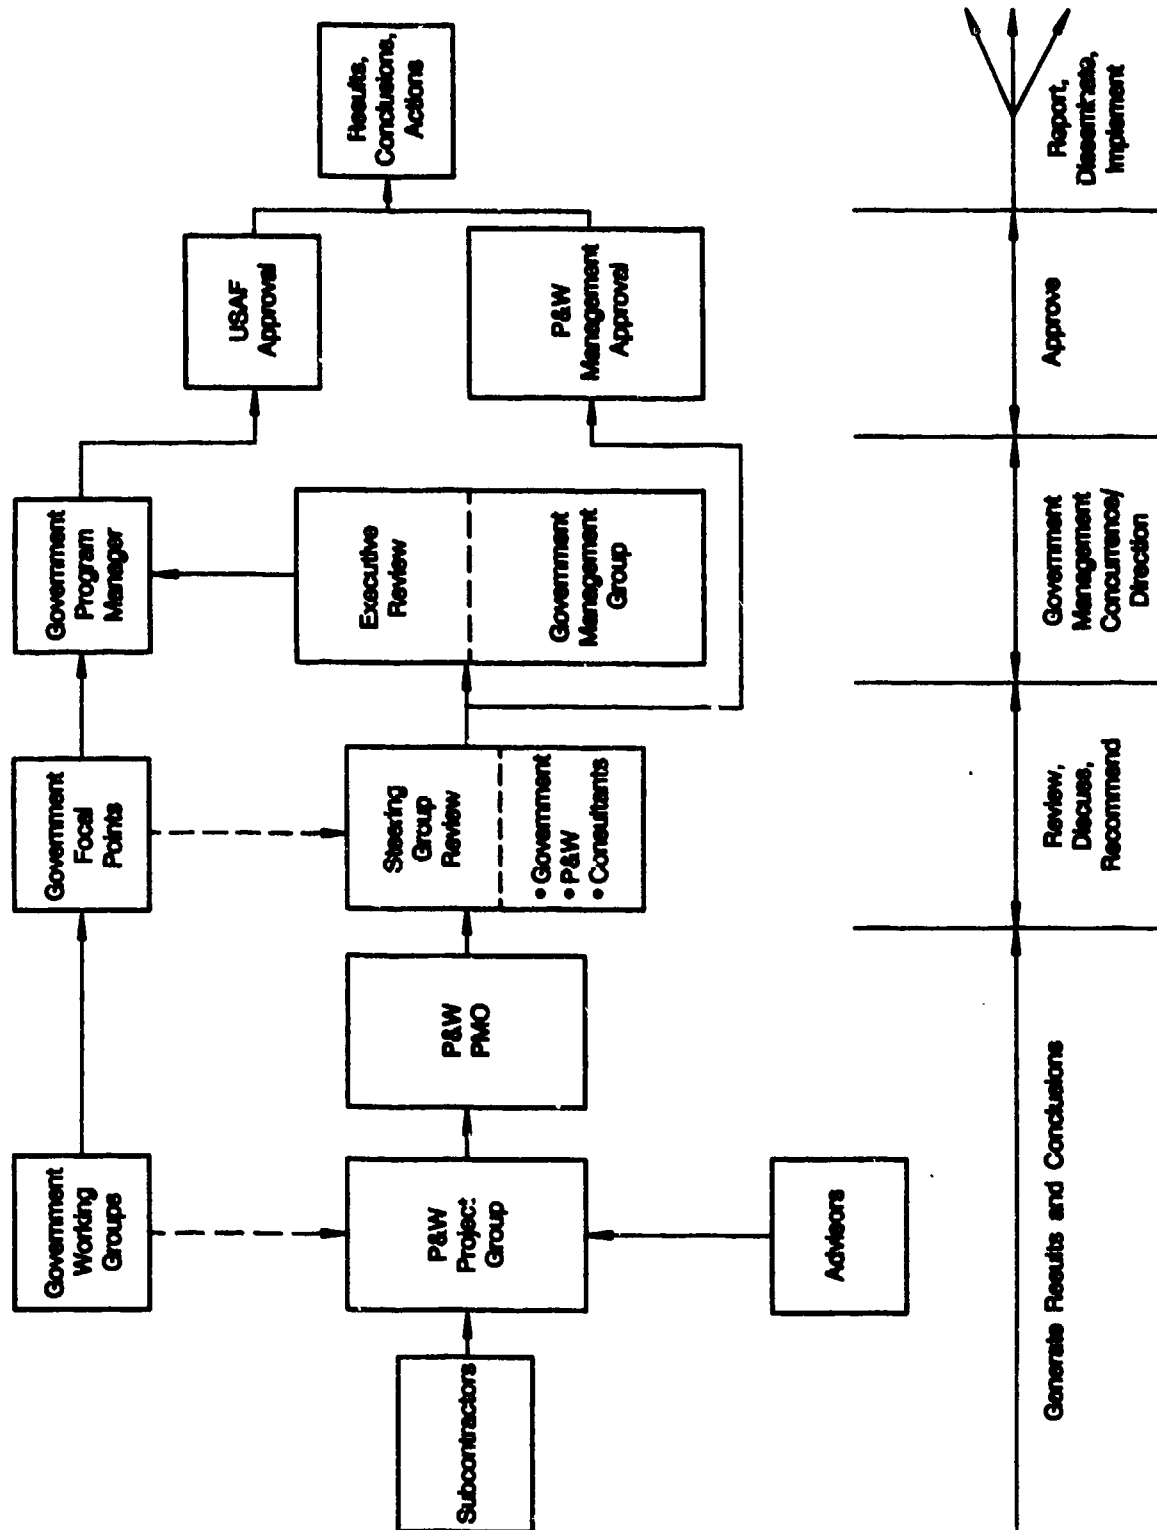 Government
Working
Groups
Government
Focal
Points
Government
Program
Manager
USAF
Approval
Results,
Conclusions,
Actions
Subcontractors
P&W
Project
Group
P&W
PMO
Steering
Group
Review
• Government
• P&W
• Consultants
Executive
Review
Government
Management
Group
P&W
Management
Approval
Advisors
Generate Results and Conclusions
Review,
Discuss,
Recommend
Government
Management
Concurrence/
Direction
Approve
Report,
Disseminate,
Implement